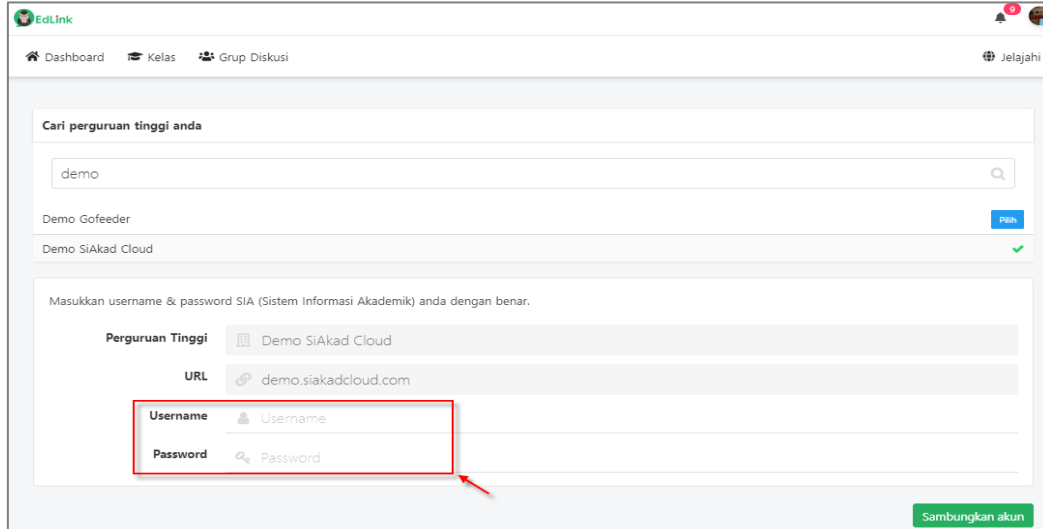 EdLink
9
Dashboard Kelas Grup Diskusi Jelajahi
Cari perguruan tinggi anda
demo
Demo Gofeeder Pilih
Demo SiAkad Cloud
Masukkan username & password SIA (Sistem Informasi Akademik) anda dengan benar.
Perguruan Tinggi Demo SiAkad Cloud
URL demo.siakadcloud.com
Username Username
Password Password
Sambungkan akun